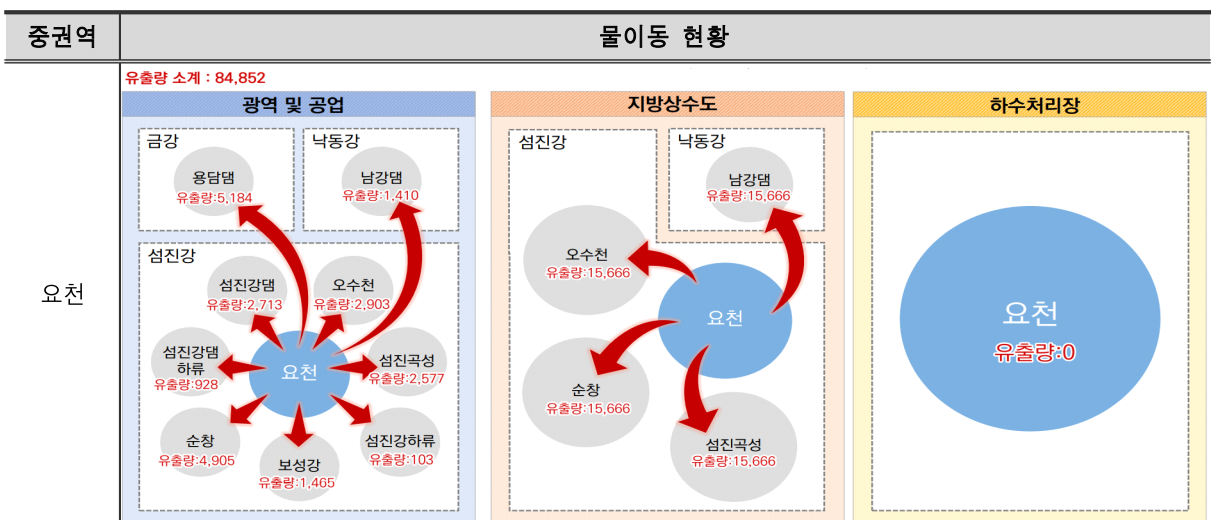 중권역
물이동 현황
요천
유출량 소계 : 84,852
광역 및 공업
금강
용담댐
유출량:5,184
낙동강
남강댐
유출량:1,410
섬진강
섬진강댐
유출량:2,713
오수천
유출량:2,903
섬진강댐
하류
유출량:928
요천
섬진곡성
유출량:2,577
순창
유출량:4,905
보성강
유출량:1,465
섬진강하류
유출량:103
지방상수도
섬진강
낙동강
남강댐
유출량:15,666
오수천
유출량:15,666
요천
순창
유출량:15,666
섬진곡성
유출량:15,666
하수처리장
요천
유출량:0